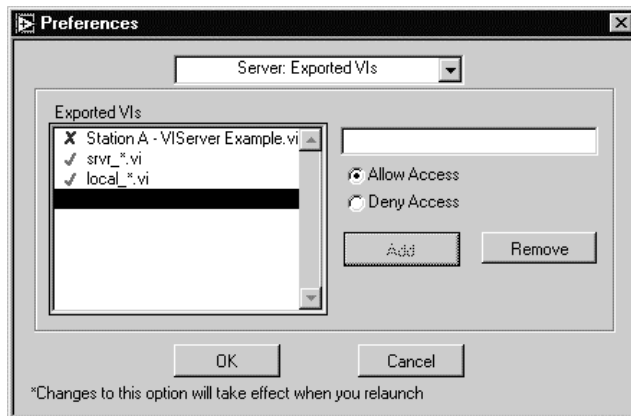 Preferences
Server: Exported VIs
Exported VIs
Station A - VIServer Example.vi
srvr_*.vi
local_*.vi
Allow Access
Deny Access
Add
Remove
OK
Cancel
*Changes to this option will take effect when you relaunch